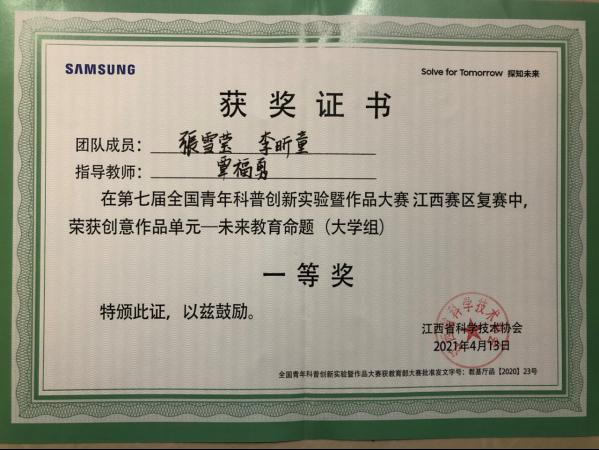 SAMSUNG
Solve for Tomorrow 探知未来
获奖证书
团队成员：張雪莹 李昕童
指导教师：覃福勇
在第七届全国青年科普创新实验暨作品大赛 江西赛区复赛中，
荣获创意作品单元—未来教育命题（大学组）
一等奖
特颁此证，以兹鼓励。
江西省科学技术协会
2021年4月13日
全国青年科普创新实验暨作品大赛获教育部大赛批准发文字号：教基厅函【2020】23号